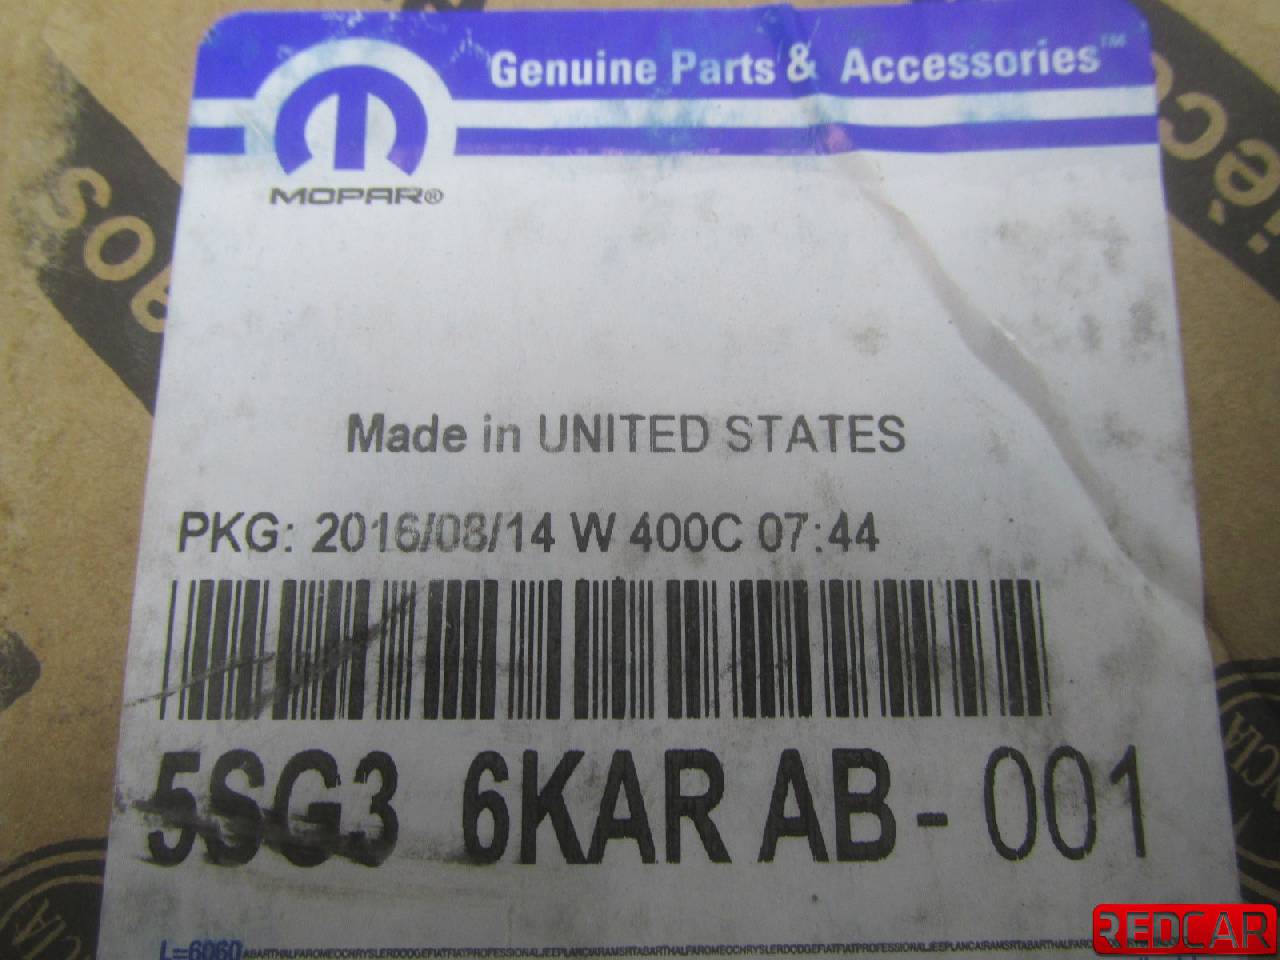 Genuine Parts & Accessories™
MOPAR®
Made in UNITED STATES
PKG: 2016/08/14 W 400C 07:44
5SG3 6KAR AB- 001
L=6060
REDCAR